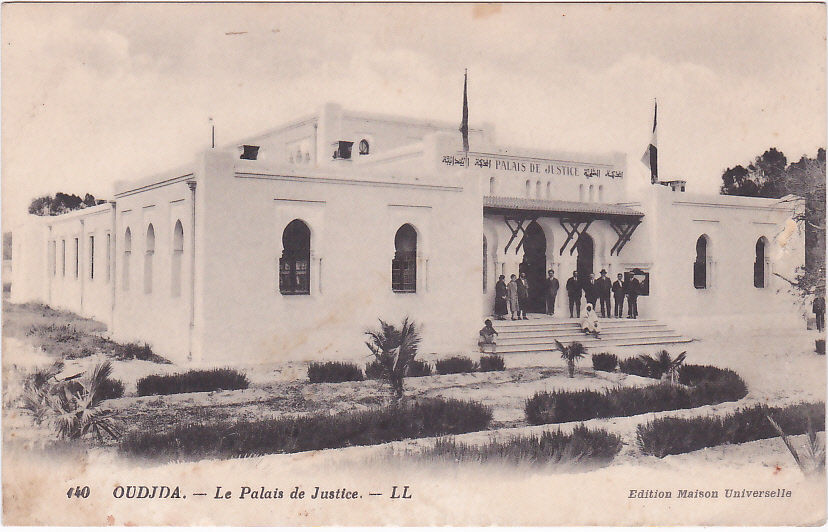 PALAIS DE JUSTICE
140 OUDJDA. — Le Palais de Justice. — LL
Edition Maison Universelle